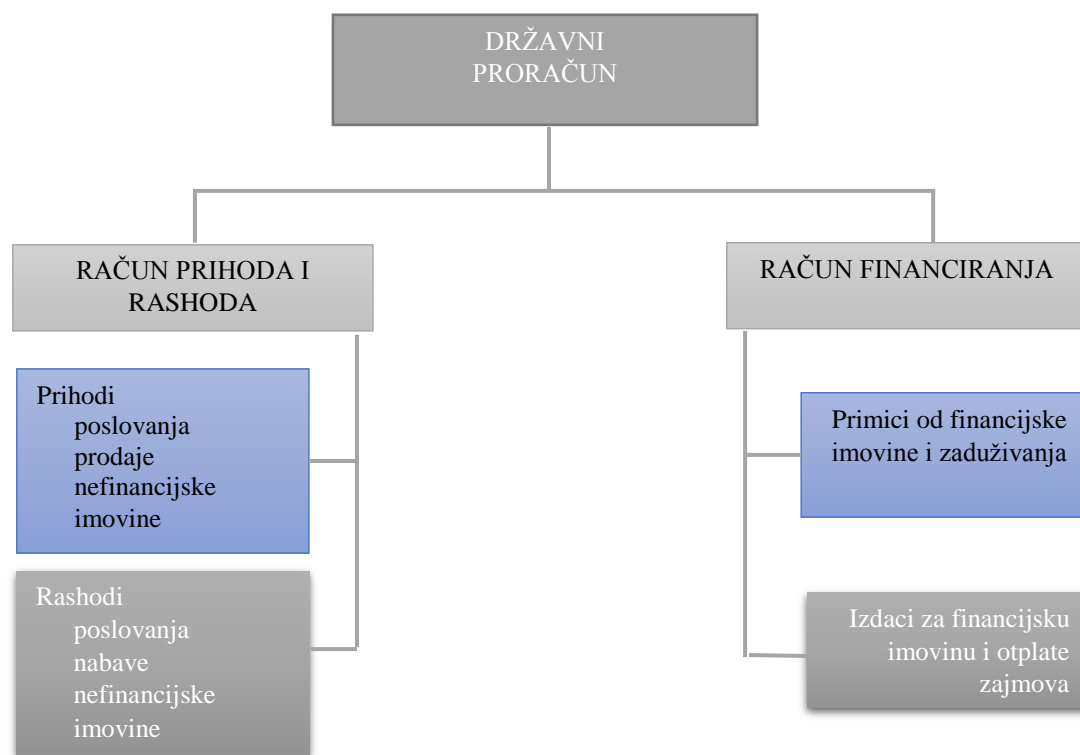 DRŽAVNI
PRORAČUN
RAČUN PRIHODA I
RASHODA
RAČUN FINANCIRANJA
Prihodi
poslovanja
prodaje
nefinancijske
imovine
Primici od financijske
imovine i zaduživanja
Rashodi
poslovanja
nabave
nefinancijske
imovine
Izdaci za financijsku
imovinu i otplate
zajmova